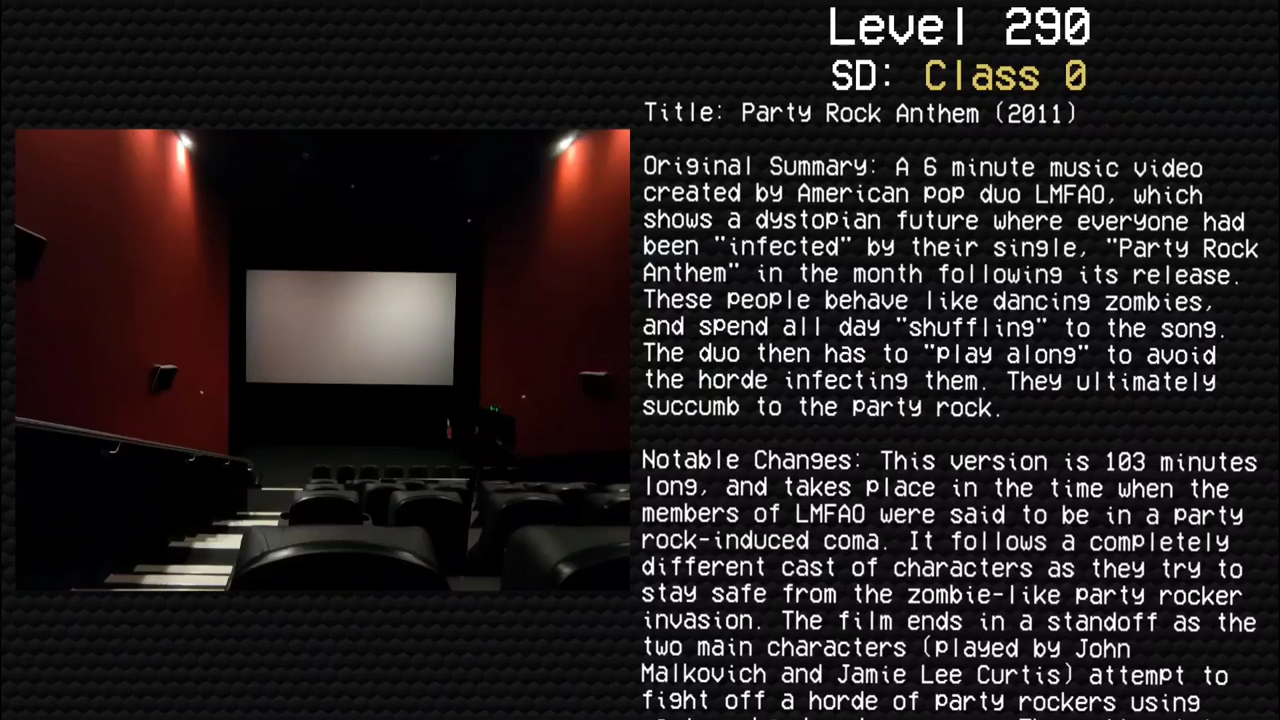 Level 290
SD: Class 0
Title: Party Rock Anthem (2011)
Original Summary: A 6 minute music video
created by American pop duo LMFAO, which
shows a dystopian future where everyone had
been "infected" by their single, "Party Rock
Anthem" in the month following its release.
These people behave like dancing zombies,
and spend all day "shuffling" to the song.
The duo then has to "play along" to avoid
the horde infecting them. They ultimately
succumb to the party rock.
Notable Changes: This version is 103 minutes
long, and takes place in the time when the
members of LMFAO were said to be in a party
rock-induced coma. It follows a completely
different cast of characters as they try to
stay safe from the zombie-like party rocker
invasion. The film ends in a standoff as the
two main characters (played by John
Malkovich and Jamie Lee Curtis) attempt to
fight off a horde of party rockers using